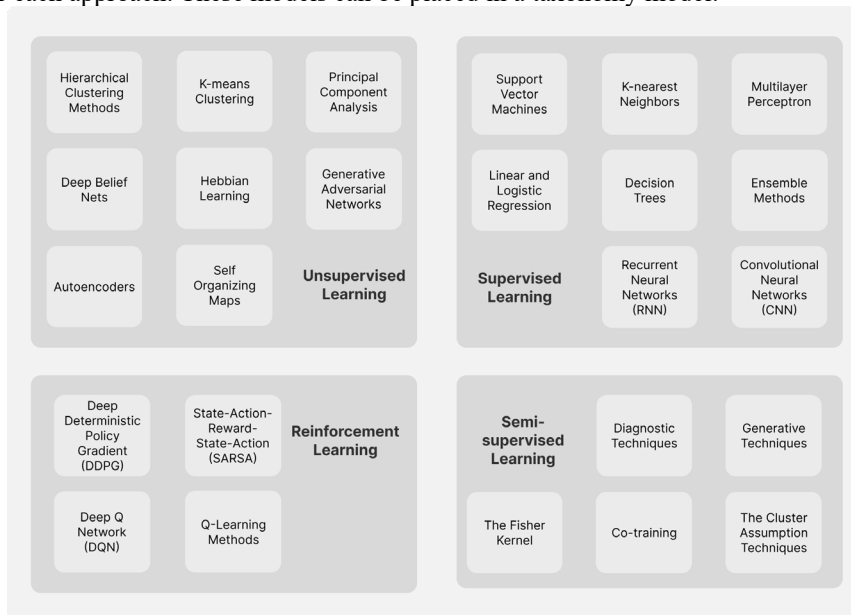 Hierarchical
Clustering
Methods
K-means
Clustering
Principal
Component
Analysis
Deep Belief
Nets
Hebbian
Learning
Generative
Adversarial
Networks
Autoencoders
Self
Organizing
Maps
Unsupervised
Learning
Support
Vector
Machines
K-nearest
Neighbors
Multilayer
Perceptron
Linear and
Logistic
Regression
Decision
Trees
Ensemble
Methods
Supervised
Learning
Recurrent
Neural
Networks
(RNN)
Convolutional
Neural
Networks
(CNN)
Deep
Deterministic
Policy
Gradient
(DDPG)
State-Action-
Reward-
State-Action
(SARSA)
Reinforcement
Learning
Deep Q
Network
(DQN)
Q-Learning
Methods
Semi-
supervised
Learning
Diagnostic
Techniques
Generative
Techniques
The Fisher
Kernel
Co-training
The Cluster
Assumption
Techniques